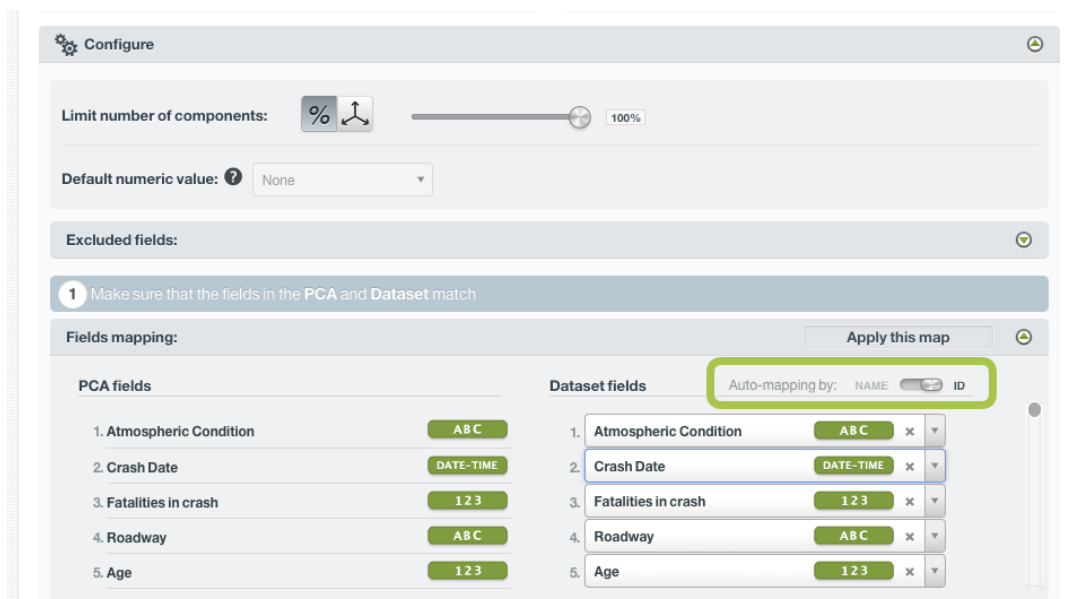 Configure
Limit number of components: % 100%
Default numeric value: ? None
Excluded fields:
1 Make sure that the fields in the PCA and Dataset match
Fields mapping: Apply this map
PCA fields Dataset fields Auto-mapping by: NAME ID
1. Atmospheric Condition ABC 1. Atmospheric Condition ABC ×
2. Crash Date DATE-TIME 2. Crash Date DATE-TIME ×
3. Fatalities in crash 123 3. Fatalities in crash 123 ×
4. Roadway ABC 4. Roadway ABC ×
5. Age 123 5. Age 123 ×